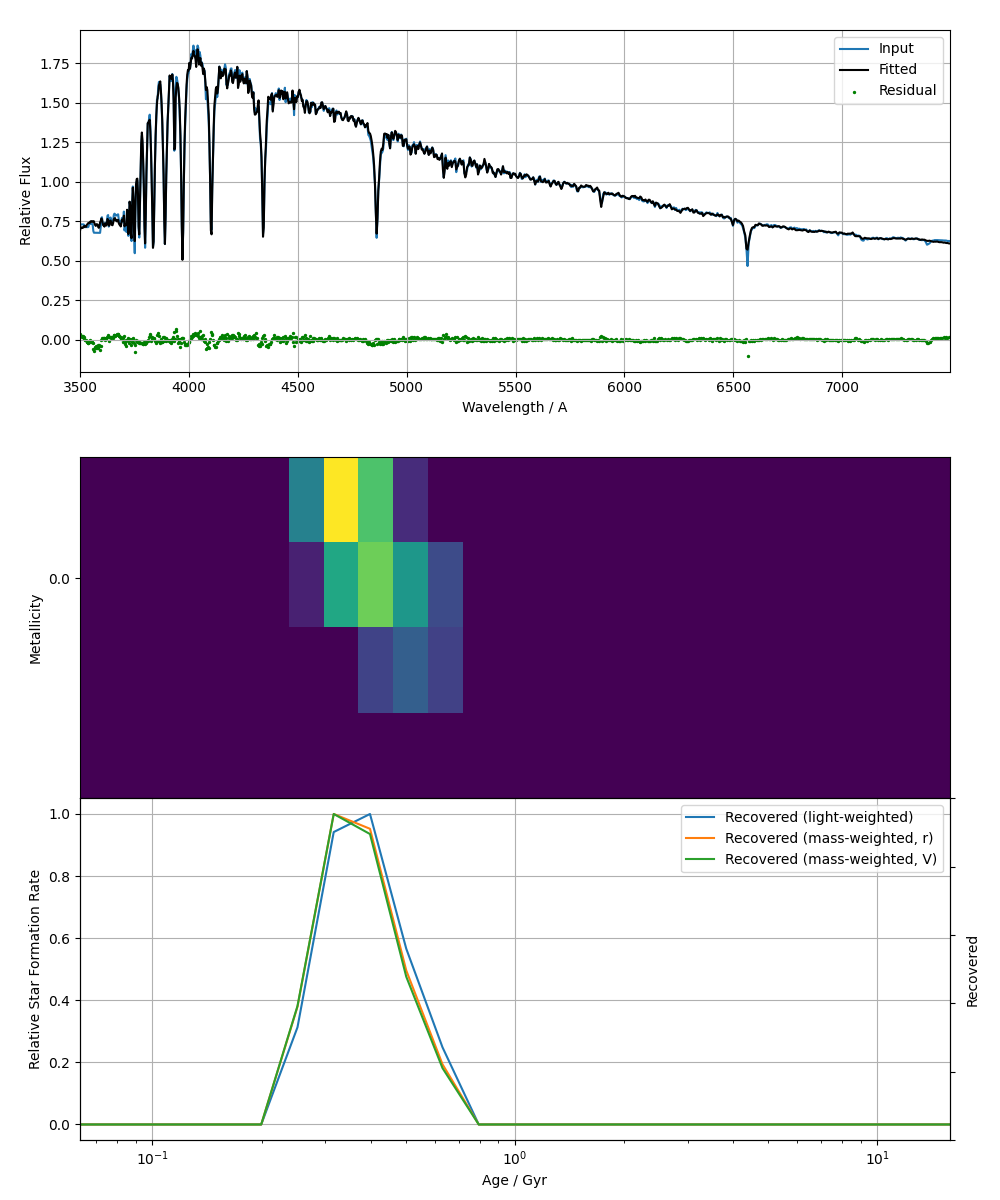 1.75
1.50
1.25
1.00
0.75
0.50
0.25
0.00
Relative Flux
Input
Fitted
Residual
3500 4000 4500 5000 5500 6000 6500 7000
Wavelength / A
0.0
Metallicity
1.0
0.8
0.6
0.4
0.2
0.0
Relative Star Formation Rate
Recovered (light-weighted)
Recovered (mass-weighted, r)
Recovered (mass-weighted, V)
Recovered
10⁻¹ 10⁰ 10¹
Age / Gyr